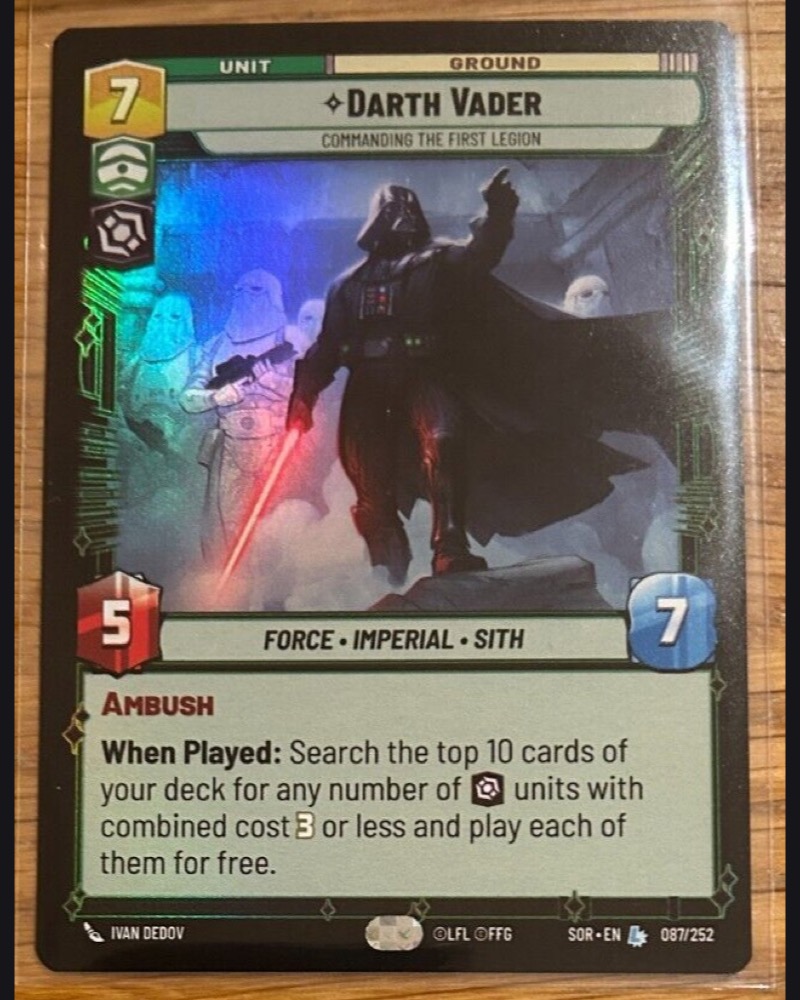 UNIT GROUND
7
DARTH VADER
COMMANDING THE FIRST LEGION
5
FORCE • IMPERIAL • SITH
7
AMBUSH
When Played: Search the top 10 cards of
your deck for any number of units with
combined cost 3 or less and play each of
them for free.
IVAN DEDOV ©LFL ©FFG SOR • EN L 087/252